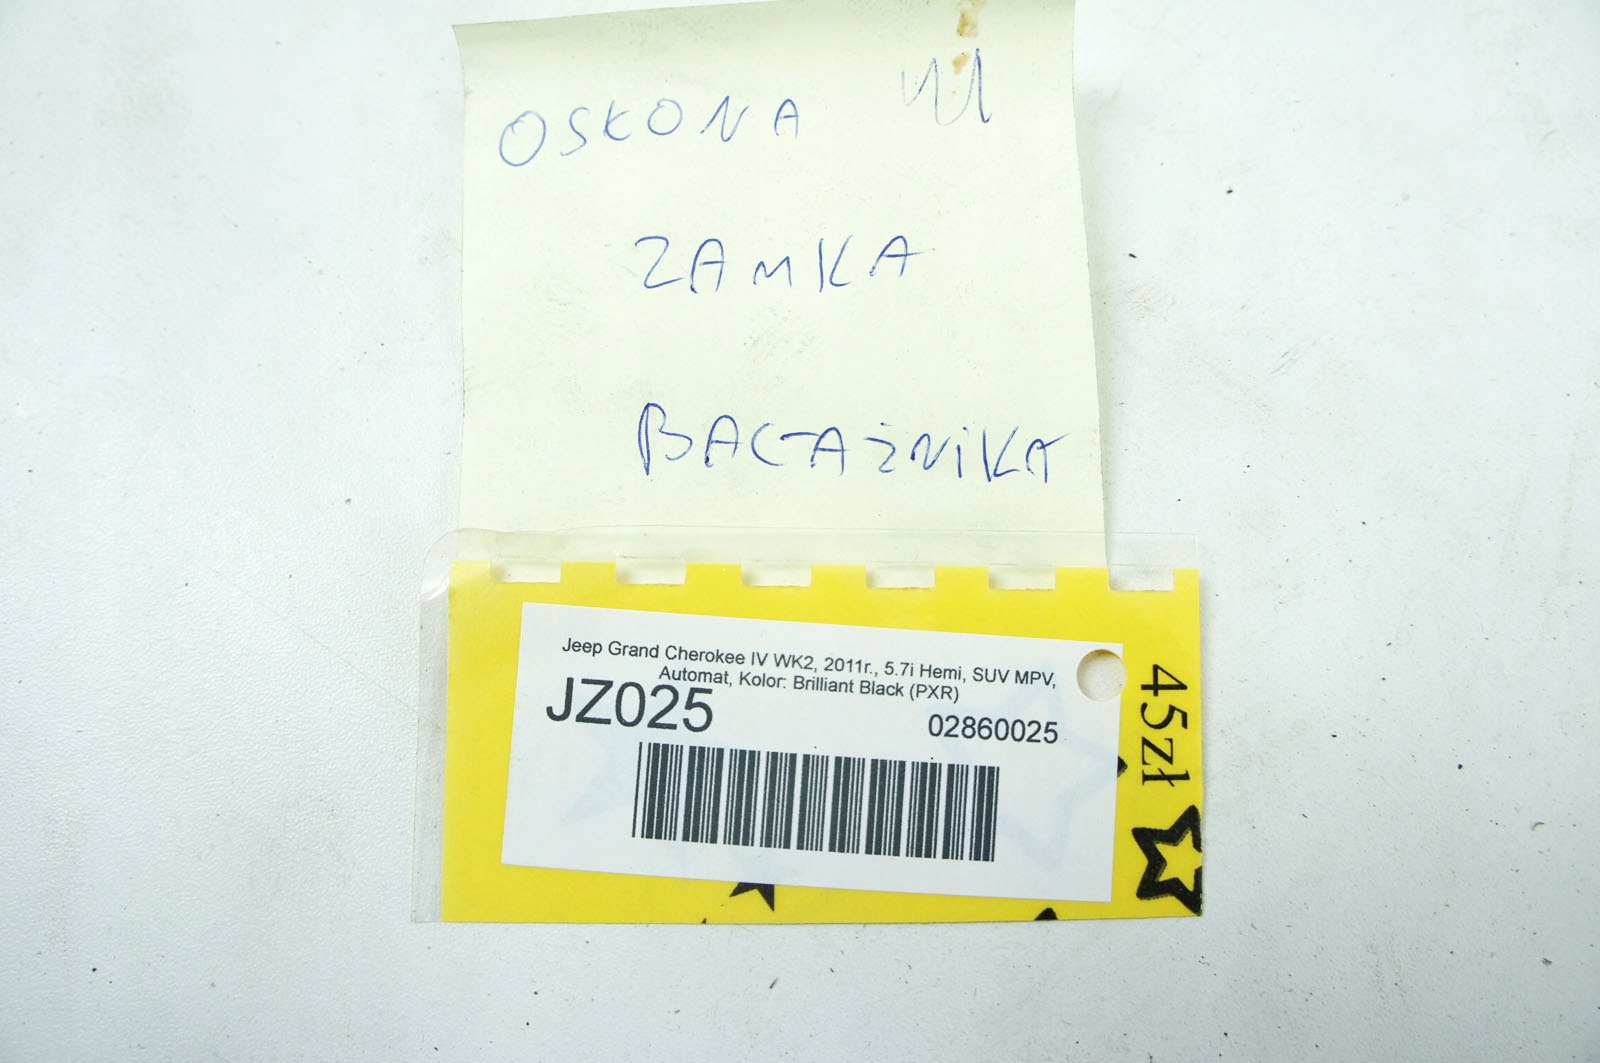 OSŁONA
ZAMKA
BAGAŻNIKA
Jeep Grand Cherokee IV WK2, 2011r., 5.7i Hemi, SUV MPV,
Automat, Kolor: Brilliant Black (PXR)
JZ025
02860025
45zł